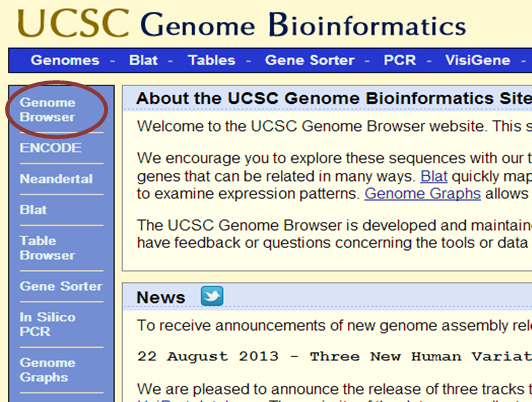 UCSC Genome Bioinformatics
Genomes - Blat - Tables - Gene Sorter - PCR - VisiGene -
Genome
Browser
ENCODE
Neandertal
Blat
Table
Browser
Gene Sorter
In Silico
PCR
Genome
Graphs
About the UCSC Genome Bioinformatics Site
Welcome to the UCSC Genome Browser website. This
We encourage you to explore these sequences with our
genes that can be related in many ways. Blat quickly
to examine expression patterns. Genome Graphs allows
The UCSC Genome Browser is developed and
have feedback or questions concerning the tools or data
News
To receive announcements of new genome assembly
22 August 2013 - Three New Human
We are pleased to announce the release of three tracks